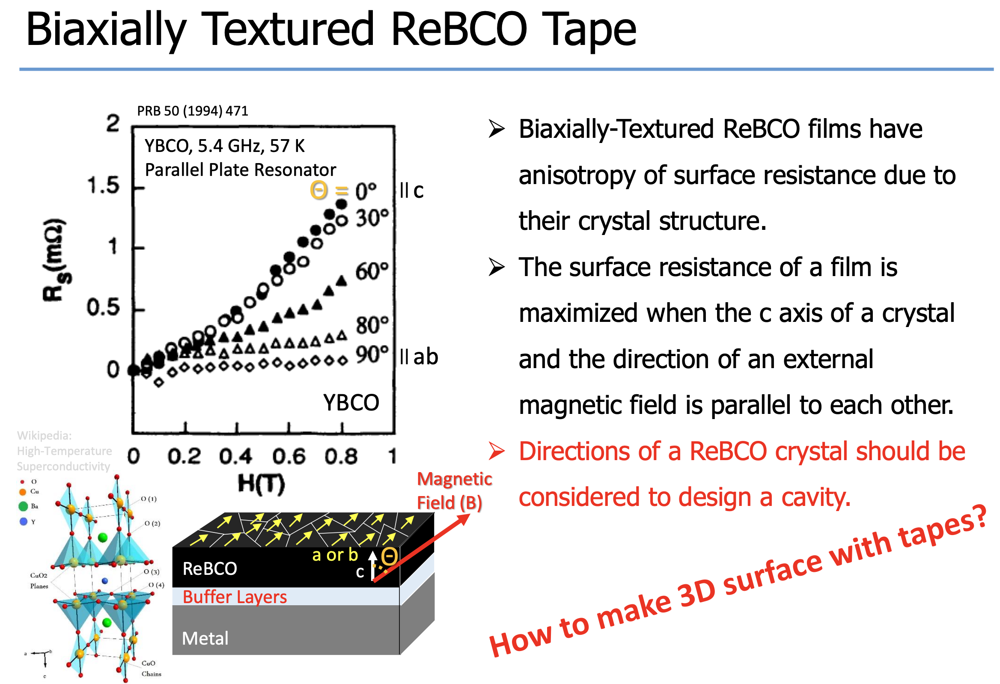 Biaxially Textured ReBCO Tape
PRB 50 (1994) 471
YBCO, 5.4 GHz, 57 K
Parallel Plate Resonator
Θ = 0° || c
30°
60°
80°
90° || ab
YBCO
2
1.5
1
0.5
0
Rs(mΩ)
0 0.2 0.4 0.6 0.8 1
H(T)
➢ Biaxially-Textured ReBCO films have
anisotropy of surface resistance due to
their crystal structure.
➢ The surface resistance of a film is
maximized when the c axis of a crystal
and the direction of an external
magnetic field is parallel to each other.
➢ Directions of a ReBCO crystal should be
considered to design a cavity.
How to make 3D surface with tapes?
Wikipedia:
High-Temperature
Superconductivity
O
Cu
Ba
Y
O (1)
O (2)
O (3)
O (4)
CuO2
Planes
CuO
Chains
a
b
c
Magnetic
Field (B)
a or b
c
Θ
ReBCO
Buffer Layers
Metal